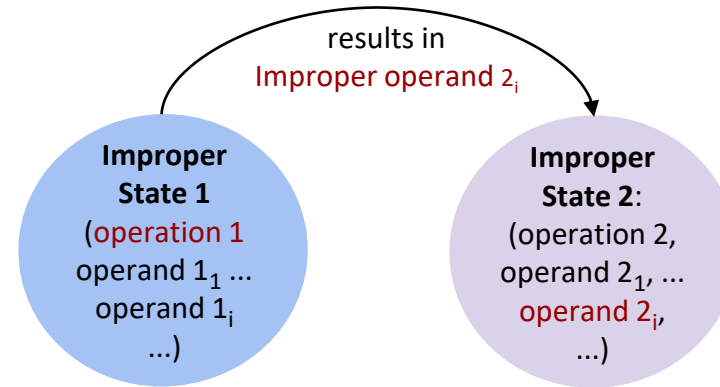 results in
Improper operand 2ᵢ
Improper
State 1
(operation 1
operand 1₁ ...
operand 1ᵢ
...)
Improper
State 2:
(operation 2,
operand 2₁, ...
operand 2ᵢ,
...)